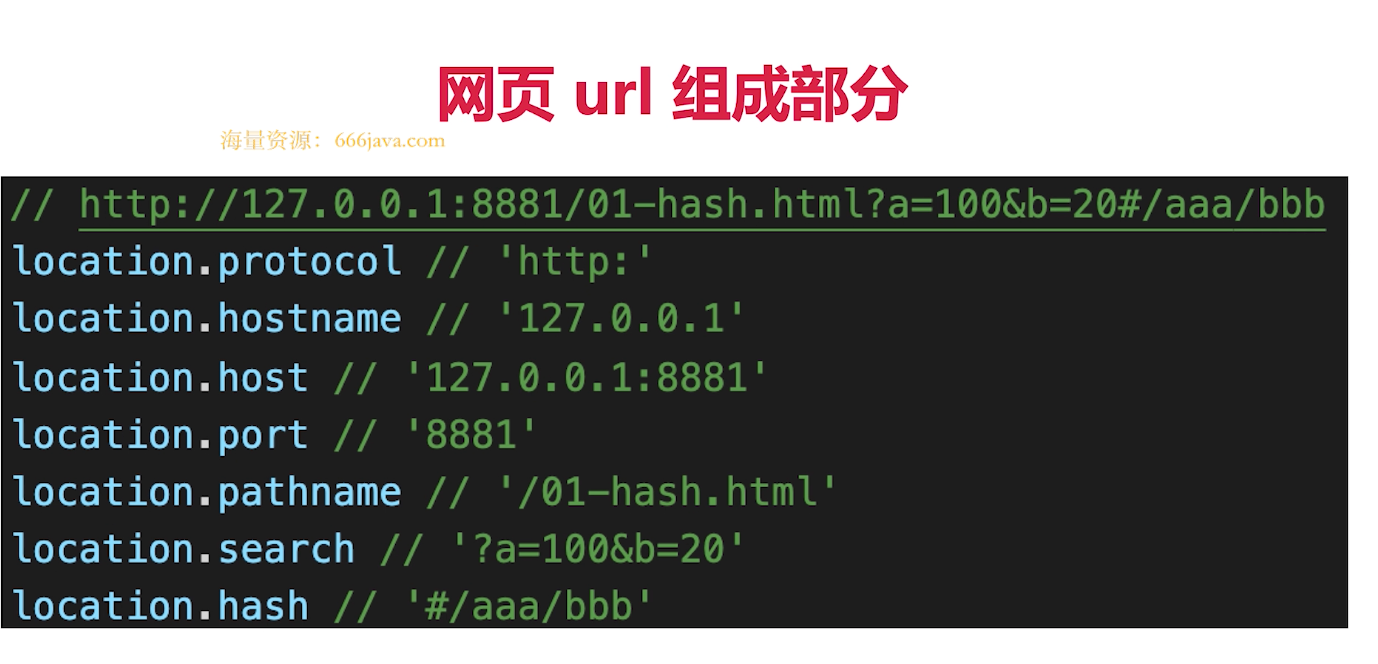 网页 url 组成部分
海量资源：666java.com
// http://127.0.0.1:8881/01-hash.html?a=100&b=20#/aaa/bbb
location.protocol // 'http:'
location.hostname // '127.0.0.1'
location.host // '127.0.0.1:8881'
location.port // '8881'
location.pathname // '/01-hash.html'
location.search // '?a=100&b=20'
location.hash // '#/aaa/bbb'